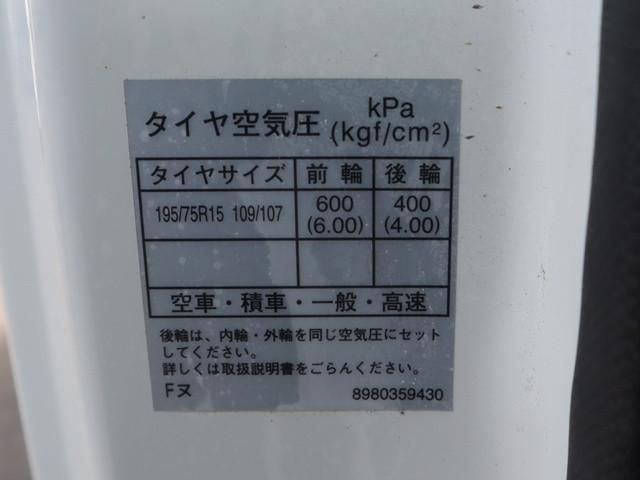 タイヤ空気圧 kPa (kgf/cm²)
タイヤサイズ 前輪 後輪
195/75R15 109/107 600 (6.00) 400 (4.00)
空車・積車・一般・高速
後輪は、内輪・外輪を同じ空気圧にセット
してください。
詳しくは取扱説明書をごらんください。
Fヌ 8980359430